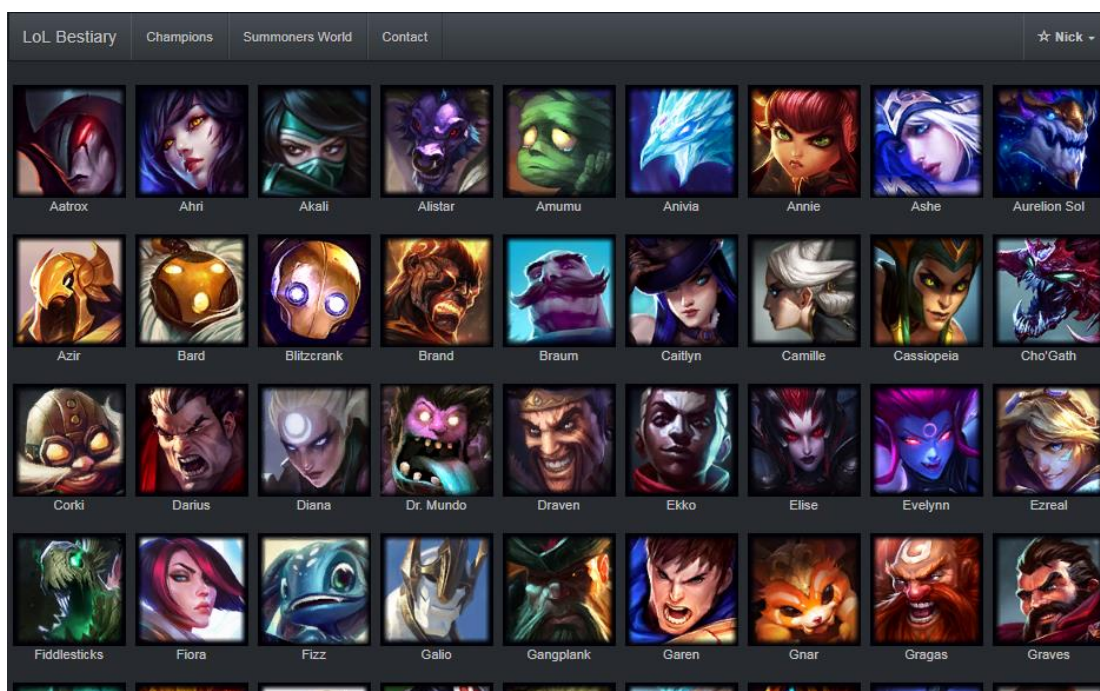 LoL Bestiary Champions Summoners World Contact ☆ Nick
Aatrox Ahri Akali Alistar Amumu Anivia Annie Ashe Aurelion Sol
Azir Bard Blitzcrank Brand Braum Caitlyn Camille Cassiopeia Cho'Gath
Corki Darius Diana Dr. Mundo Draven Ekko Elise Evelynn Ezreal
Fiddlesticks Fiora Fizz Galio Gangplank Garen Gnar Gragas Graves